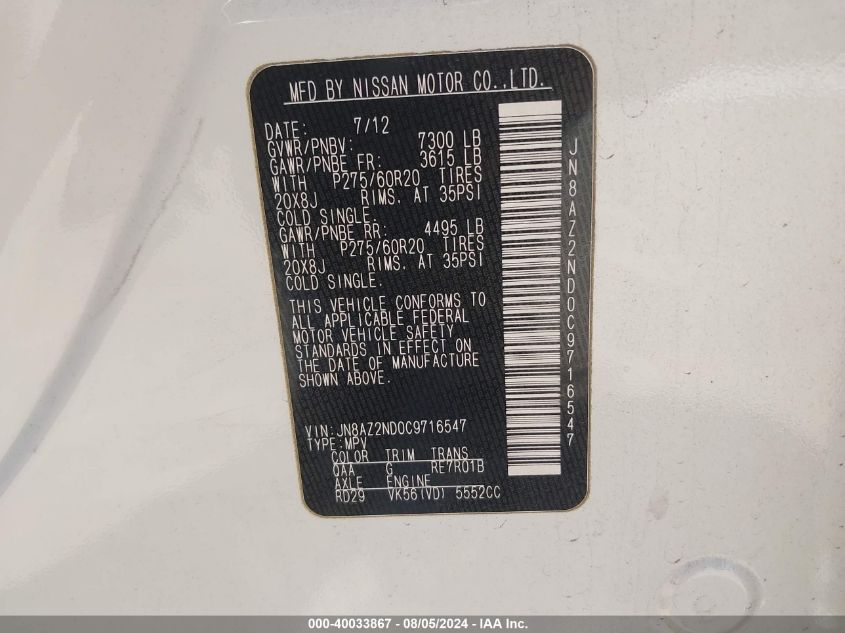 MFD BY NISSAN MOTOR CO.,LTD.
DATE: 7/12
GVWR/PNBV: 7300 LB
GAWR/PNBE FR: 3615 LB
WITH P275/60R20 TIRES
20X8J RIMS. AT 35PSI
COLD SINGLE.
GAWR/PNBE RR: 4495 LB
WITH P275/60R20 TIRES
20X8J RIMS. AT 35PSI
COLD SINGLE.
THIS VEHICLE CONFORMS TO
ALL APPLICABLE FEDERAL
MOTOR VEHICLE SAFETY
STANDARDS IN EFFECT ON
THE DATE OF MANUFACTURE
SHOWN ABOVE.
VIN:JN8AZ2ND0C9716547
TYPE:MPV
COLOR TRIM TRANS
QAA G RE7R01B
AXLE ENGINE
RD29 VK56(VD) 5552CC
JN8AZ2ND0C9716547
000-40033867 - 08/05/2024 - IAA Inc.